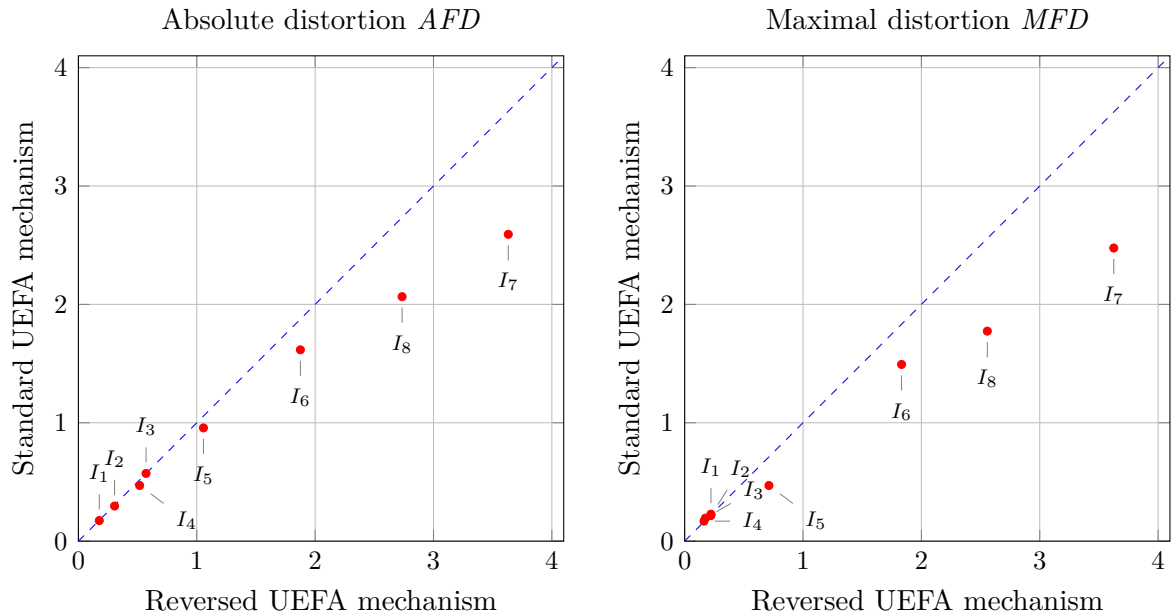 Absolute distortion AFD
4
3
2
1
0
Standard UEFA mechanism
I1
I2
I3
I4
I5
I6
I8
I7
0
1
2
3
4
Reversed UEFA mechanism
Maximal distortion MFD
4
3
2
1
0
Standard UEFA mechanism
I1
I2
I3
I4
I5
I6
I8
I7
0
1
2
3
4
Reversed UEFA mechanism